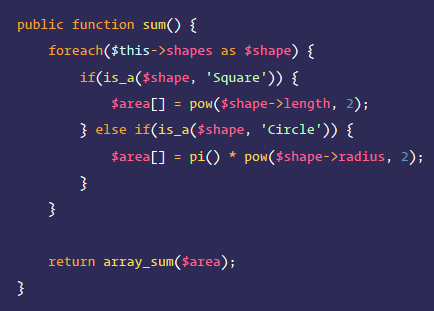 public function sum() {
    foreach($this->shapes as $shape) {
        if(is_a($shape, 'Square')) {
            $area[] = pow($shape->length, 2);
        } else if(is_a($shape, 'Circle')) {
            $area[] = pi() * pow($shape->radius, 2);
        }
    }

    return array_sum($area);
}